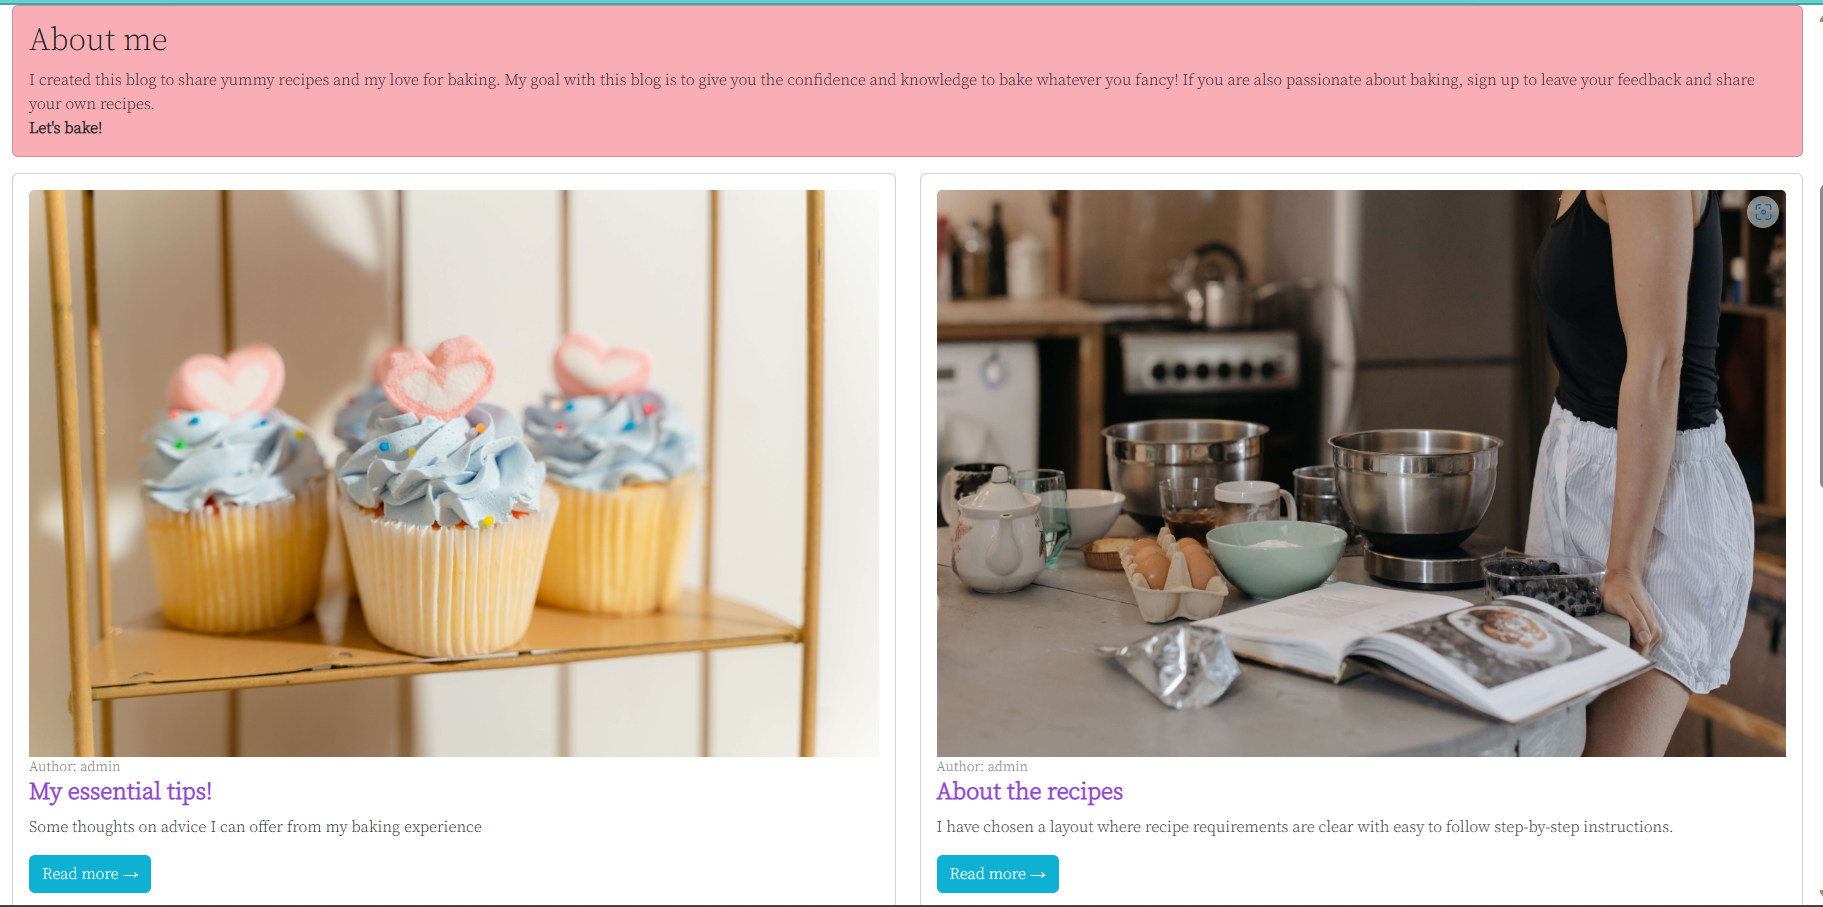 About me
I created this blog to share yummy recipes and my love for baking. My goal with this blog is to give you the confidence and knowledge to bake whatever you fancy! If you are also passionate about baking, sign up to leave your feedback and share
your own recipes.
Let's bake!
Author: admin
My essential tips!
Some thoughts on advice I can offer from my baking experience
Read more →
Author: admin
About the recipes
I have chosen a layout where recipe requirements are clear with easy to follow step-by-step instructions.
Read more →